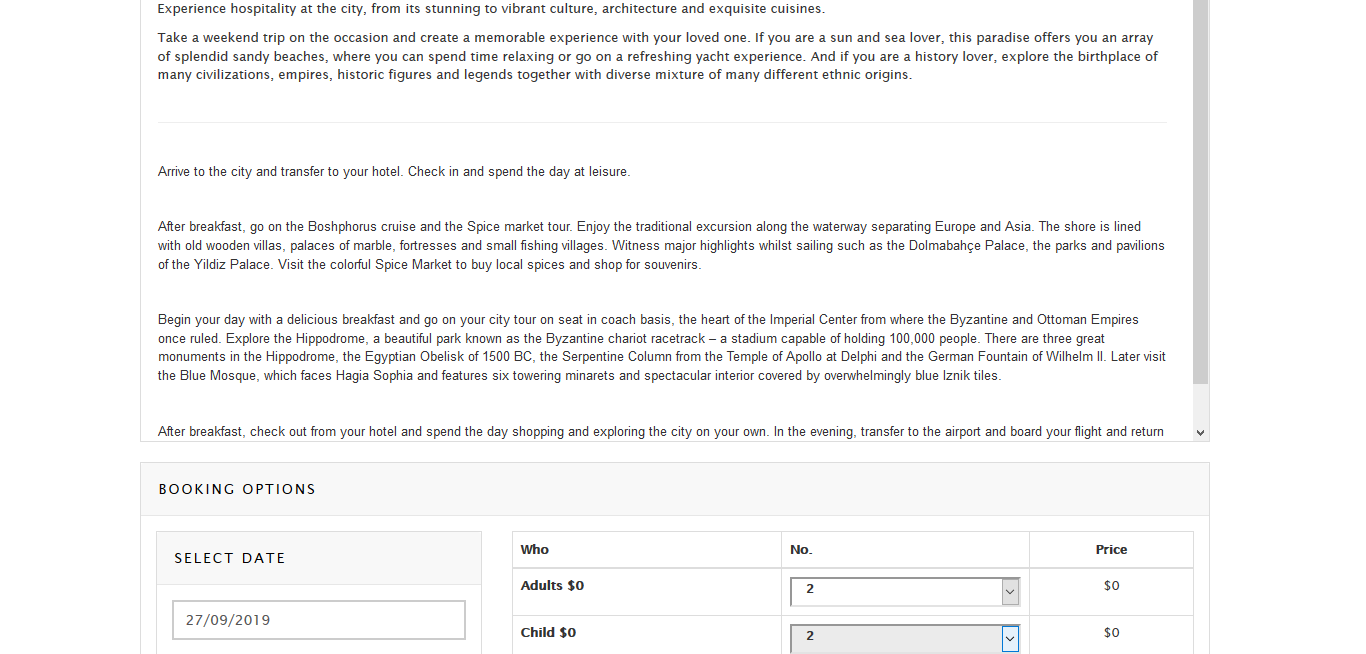 Experience hospitality at the city, from its stunning to vibrant culture, architecture and exquisite cuisines.
Take a weekend trip on the occasion and create a memorable experience with your loved one. If you are a sun and sea lover, this paradise offers you an array
of splendid sandy beaches, where you can spend time relaxing or go on a refreshing yacht experience. And if you are a history lover, explore the birthplace of
many civilizations, empires, historic figures and legends together with diverse mixture of many different ethnic origins.
Arrive to the city and transfer to your hotel. Check in and spend the day at leisure.
After breakfast, go on the Boshphorus cruise and the Spice market tour. Enjoy the traditional excursion along the waterway separating Europe and Asia. The shore is lined
with old wooden villas, palaces of marble, fortresses and small fishing villages. Witness major highlights whilst sailing such as the Dolmabahçe Palace, the parks and pavilions
of the Yildiz Palace. Visit the colorful Spice Market to buy local spices and shop for souvenirs.
Begin your day with a delicious breakfast and go on your city tour on seat in coach basis, the heart of the Imperial Center from where the Byzantine and Ottoman Empires
once ruled. Explore the Hippodrome, a beautiful park known as the Byzantine chariot racetrack – a stadium capable of holding 100,000 people. There are three great
monuments in the Hippodrome, the Egyptian Obelisk of 1500 BC, the Serpentine Column from the Temple of Apollo at Delphi and the German Fountain of Wilhelm II. Later visit
the Blue Mosque, which faces Hagia Sophia and features six towering minarets and spectacular interior covered by overwhelmingly blue Iznik tiles.
After breakfast, check out from your hotel and spend the day shopping and exploring the city on your own. In the evening, transfer to the airport and board your flight and return
BOOKING OPTIONS
SELECT DATE
27/09/2019
Who No. Price
Adults $0 2 $0
Child $0 2 $0